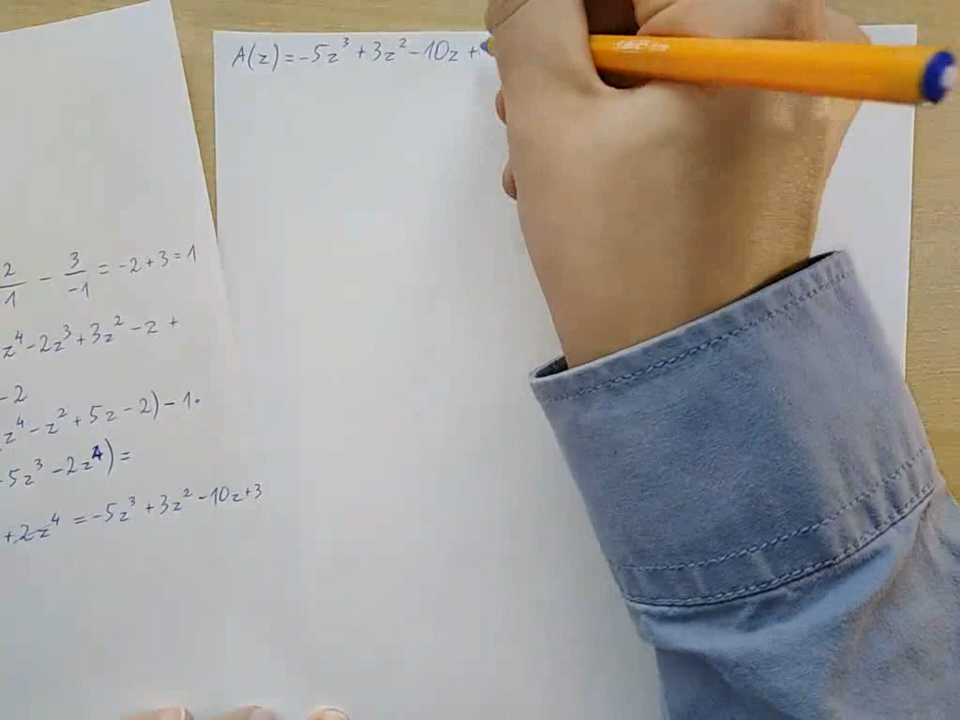 A(z) = -5z³ + 3z² - 10z +
2/1 - 3/-1 = -2 + 3 = 1
z⁴ - 2z³ + 3z² - z +
-2
z⁴ - z² + 5z - 2) - 1·
-5z³ - 2z⁴) =
+ 2z⁴ = -5z³ + 3z² - 10z + 3